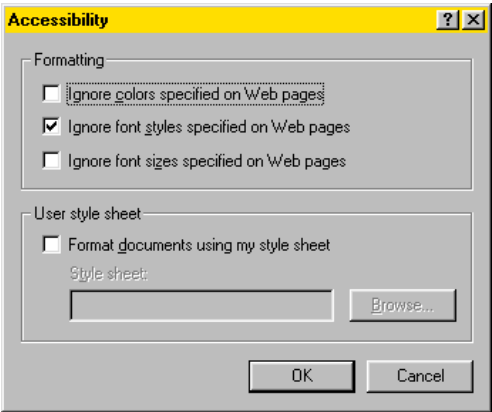 Accessibility
Formatting
Ignore colors specified on Web pages
Ignore font styles specified on Web pages
Ignore font sizes specified on Web pages
User style sheet
Format documents using my style sheet
Style sheet:
Browse...
OK Cancel